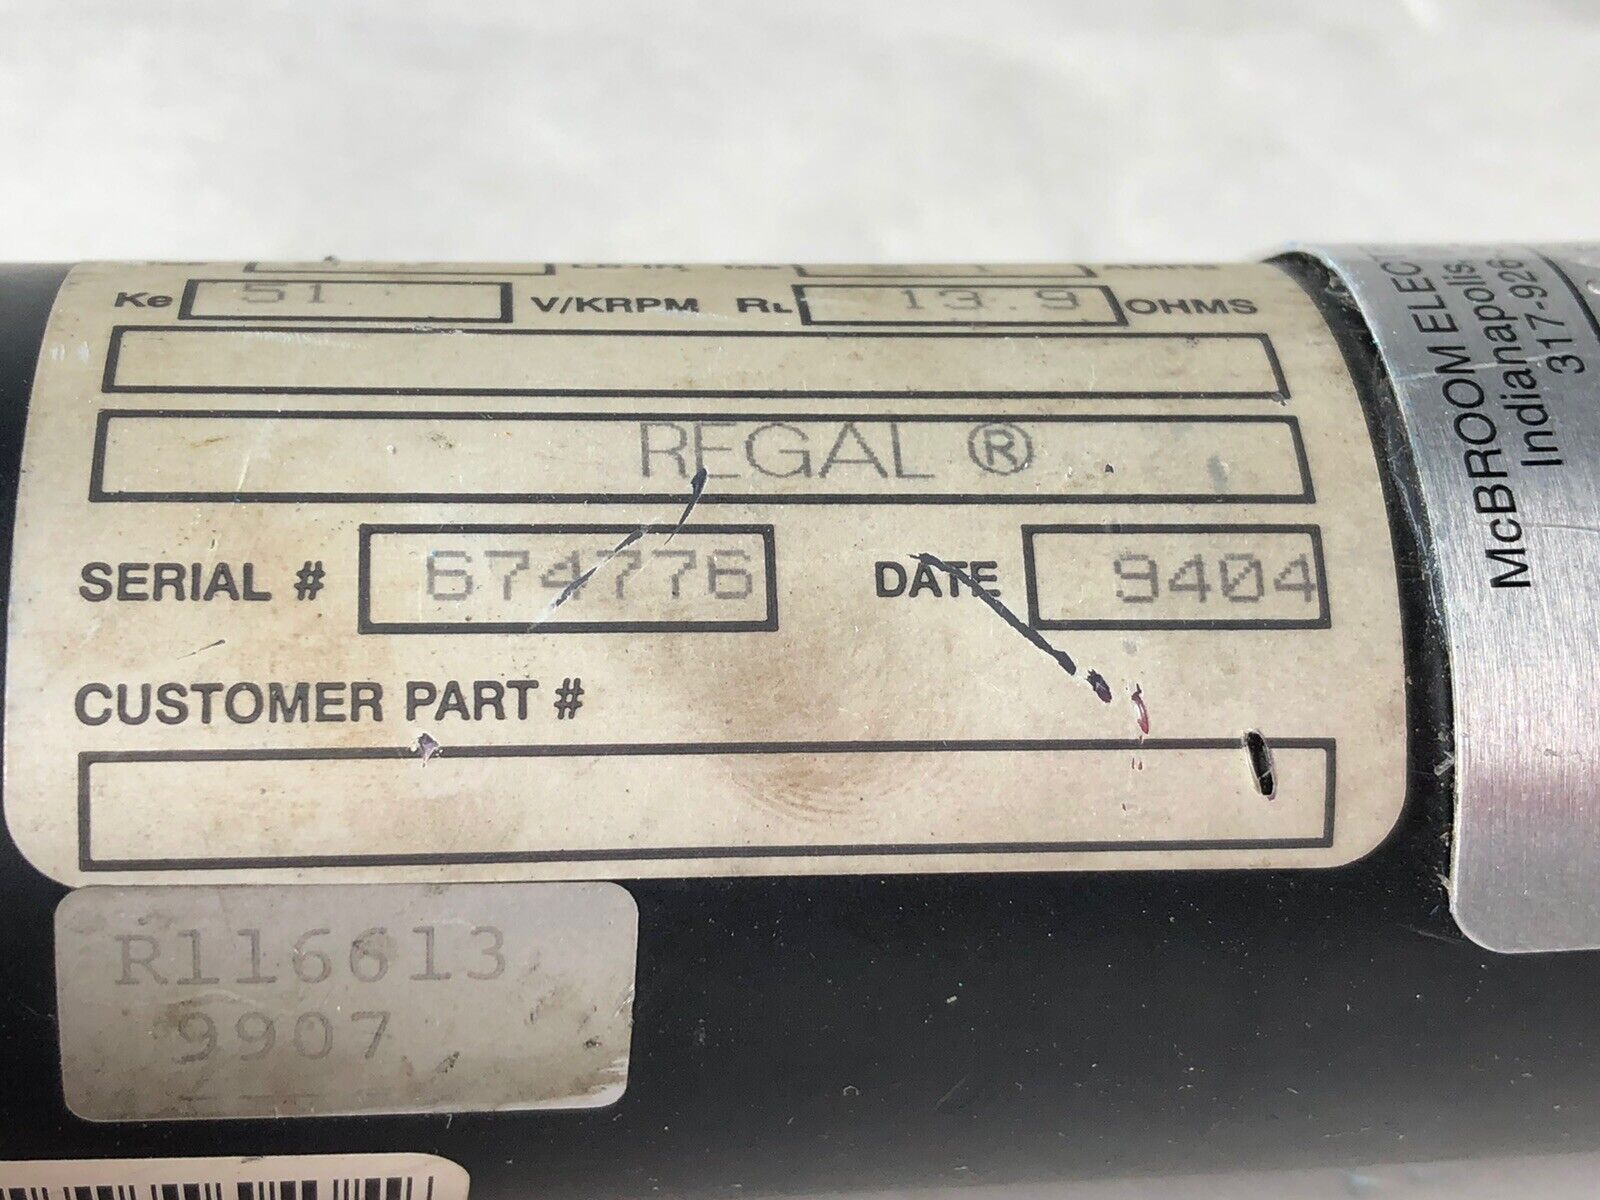 Ke 51 V/KRPM RL 13.9 OHMS
REGAL ®
SERIAL # 674776 DATE 9404
CUSTOMER PART #
R116613
9907
McBROOM ELECT
Indianapolis,
317-926